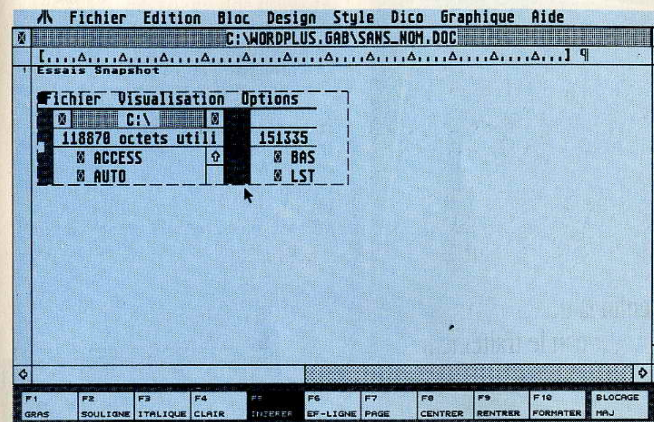 Fichier Edition Bloc Design Style Dico Graphique Aide
C:\WORDPLUS.GAB\SANS_NOM.DOC
Essais Snapshot
Fichier Visualisation Options
C:\
118870 octets utili 151335
ACCESS BAS
AUTO LST
F1 F2 F3 F4 F5 F6 F7 F8 F9 F10 BLOCAGE
GRAS SOULIGNE ITALIQUE CLAIR INSERER EF-LIGNE PAGE CENTRER RENTRER FORMATER MAJ